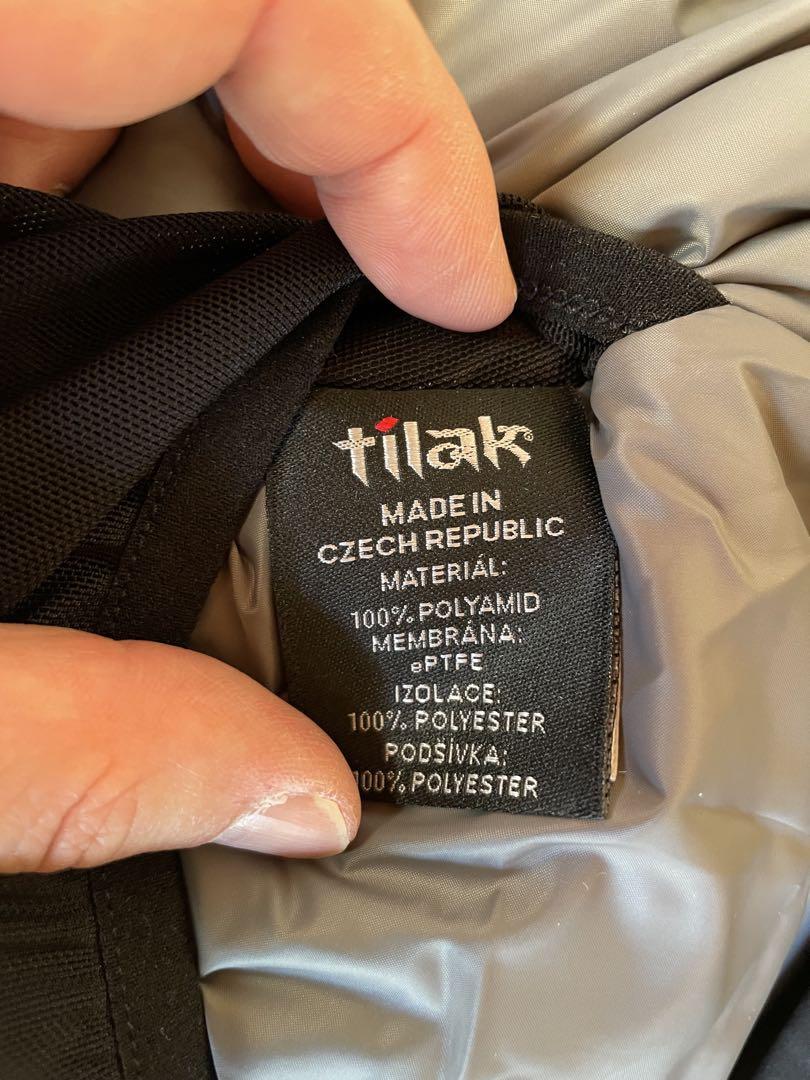 tilak
MADE IN
CZECH REPUBLIC
MATERIÁL:
100% POLYAMID
MEMBRÁNA:
ePTFE
IZOLACE:
100% POLYESTER
PODŠÍVKA:
100% POLYESTER